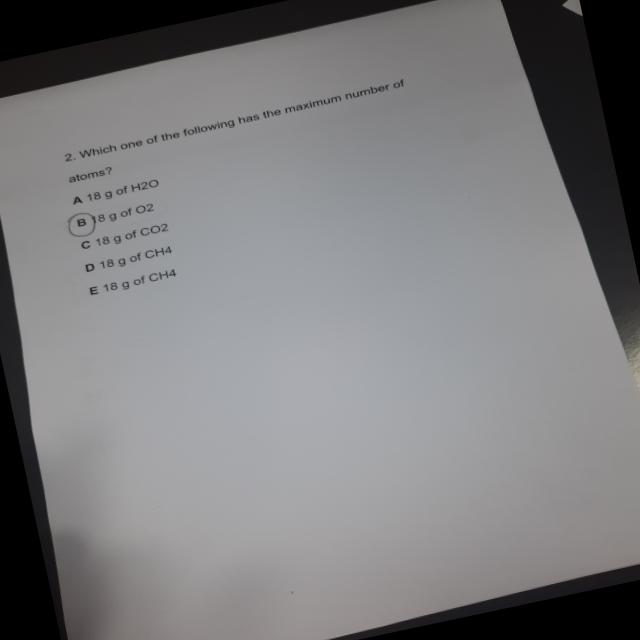 2. Which one of the following has the maximum number of
atoms?
A 18 g of H2O
B 18 g of O2
C 18 g of CO2
D 18 g of CH4
E 18 g of CH4